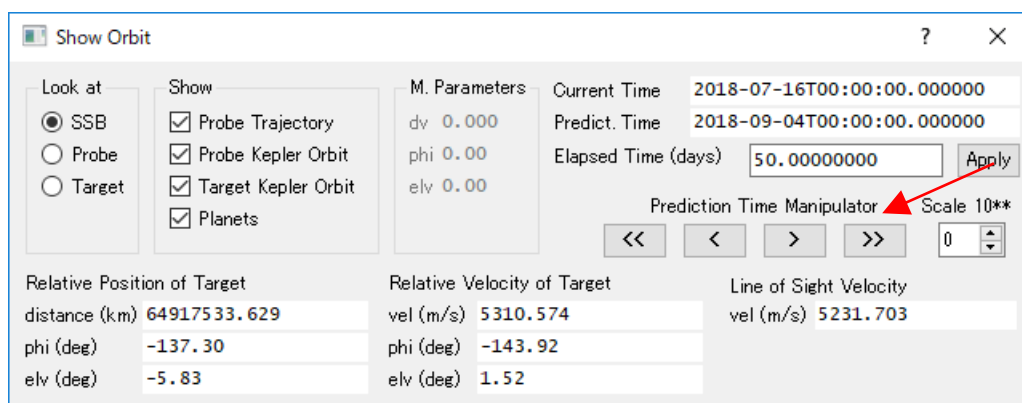 Show Orbit ?
Look at
SSB
Probe
Target
Show
Probe Trajectory
Probe Kepler Orbit
Target Kepler Orbit
Planets
M. Parameters
dv 0.000
phi 0.00
elv 0.00
Current Time 2018-07-16T00:00:00.000000
Predict. Time 2018-09-04T00:00:00.000000
Elapsed Time (days) 50.00000000 Apply
Prediction Time Manipulator Scale 10**
<< < > >> 0
Relative Position of Target
distance (km) 64917533.629
phi (deg) -137.30
elv (deg) -5.83
Relative Velocity of Target
vel (m/s) 5310.574
phi (deg) -143.92
elv (deg) 1.52
Line of Sight Velocity
vel (m/s) 5231.703